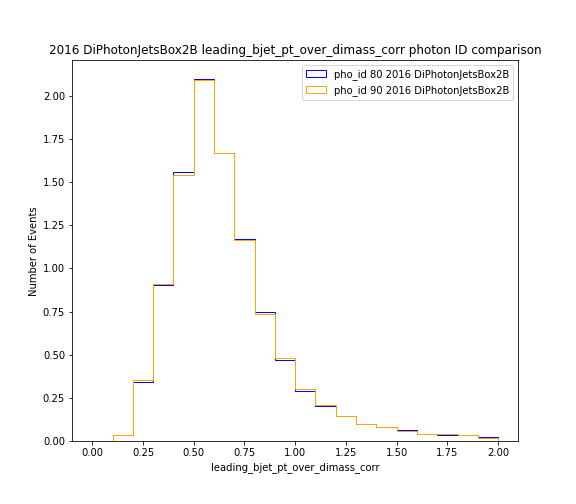 2016 DiPhotonJetsBox2B leading_bjet_pt_over_dimass_corr photon ID comparison
pho_id 80 2016 DiPhotonJetsBox2B
pho_id 90 2016 DiPhotonJetsBox2B
Number of Events
2.00
1.75
1.50
1.25
1.00
0.75
0.50
0.25
0.00
0.00 0.25 0.50 0.75 1.00 1.25 1.50 1.75 2.00
leading_bjet_pt_over_dimass_corr